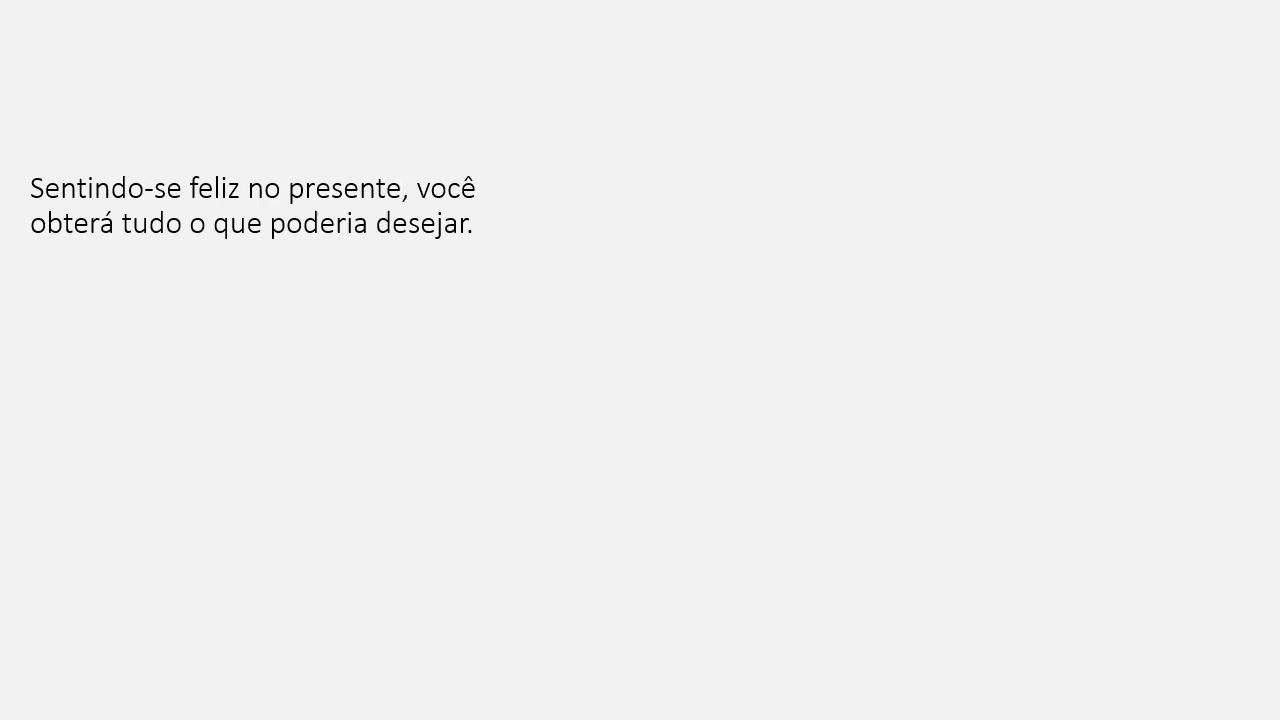 Sentindo-se feliz no presente, você
obterá tudo o que poderia desejar.